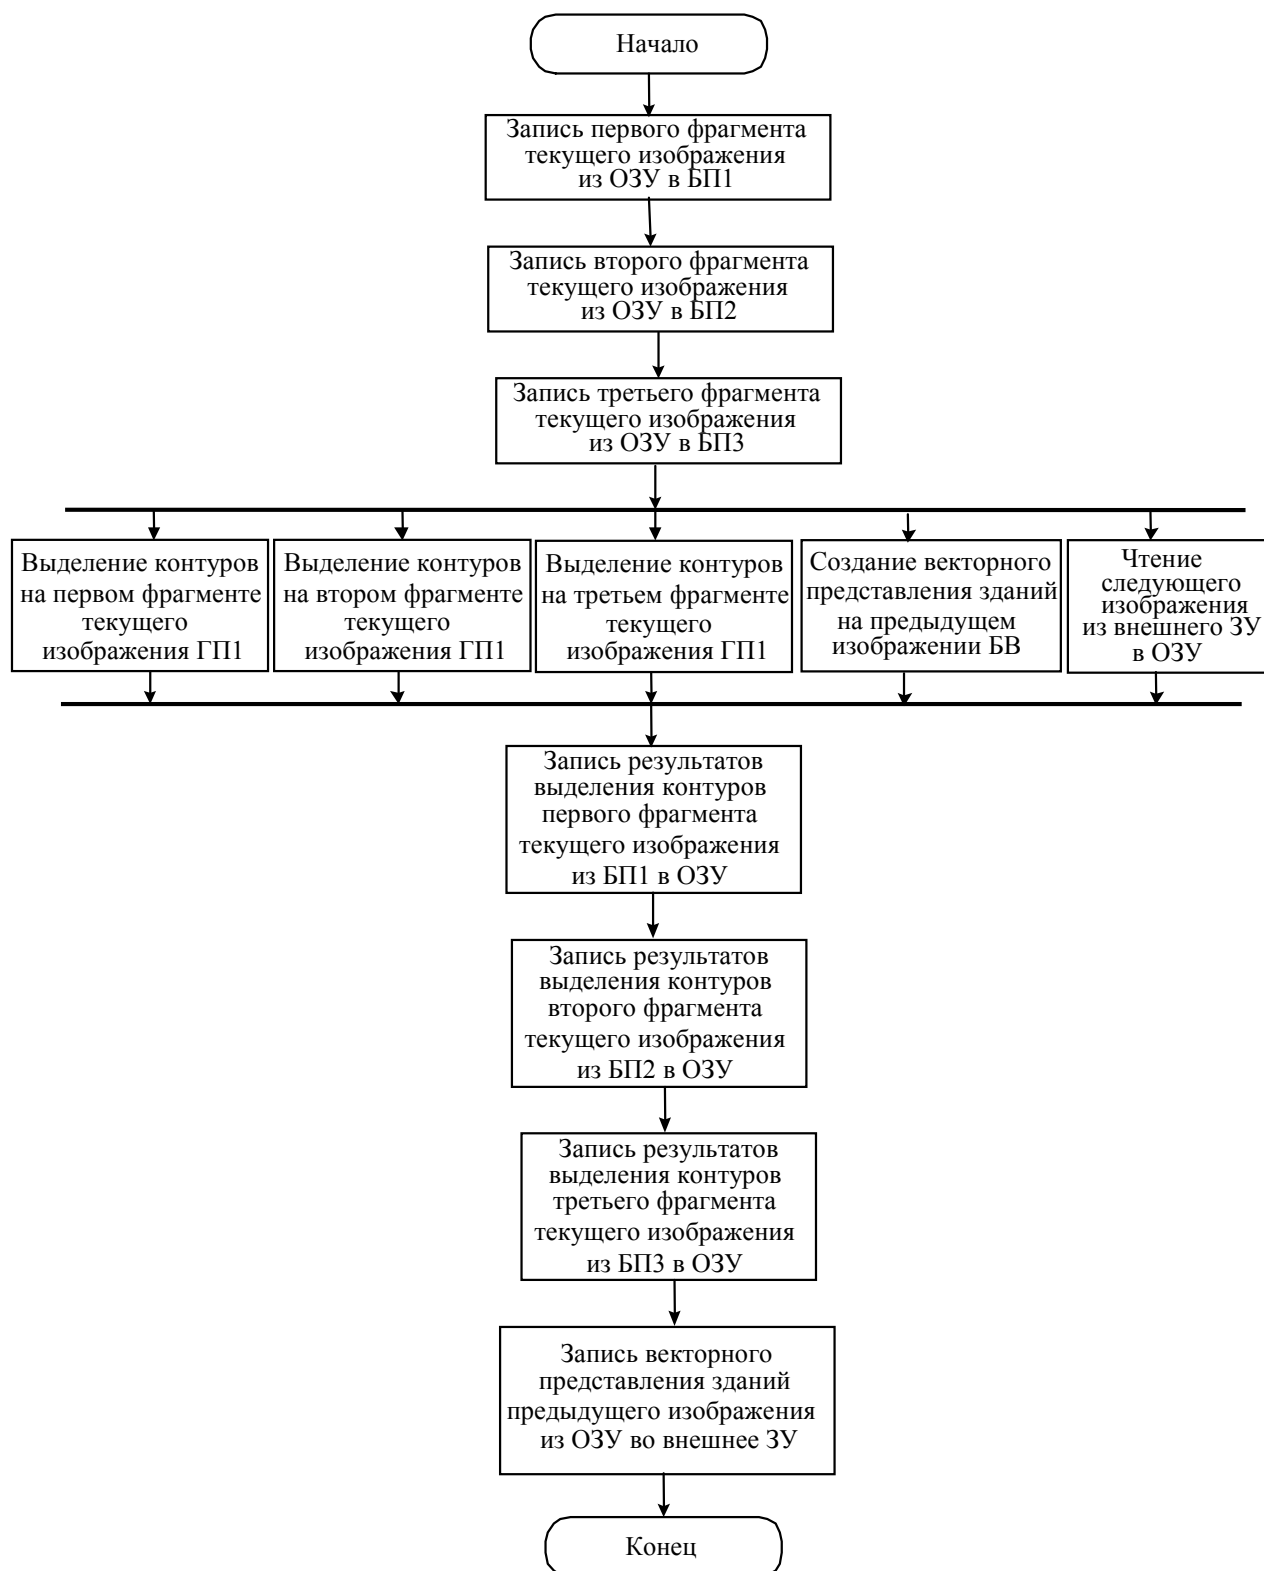 Начало
Запись первого фрагмента
текущего изображения
из ОЗУ в БП1
Запись второго фрагмента
текущего изображения
из ОЗУ в БП2
Запись третьего фрагмента
текущего изображения
из ОЗУ в БП3
Выделение контуров
на первом фрагменте
текущего
изображения ГП1
Выделение контуров
на втором фрагменте
текущего
изображения ГП1
Выделение контуров
на третьем фрагменте
текущего
изображения ГП1
Создание векторного
представления зданий
на предыдущем
изображении БВ
Чтение
следующего
изображения
из внешнего ЗУ
в ОЗУ
Запись результатов
выделения контуров
первого фрагмента
текущего изображения
из БП1 в ОЗУ
Запись результатов
выделения контуров
второго фрагмента
текущего изображения
из БП2 в ОЗУ
Запись результатов
выделения контуров
третьего фрагмента
текущего изображения
из БП3 в ОЗУ
Запись векторного
представления зданий
предыдущего изображения
из ОЗУ во внешнее ЗУ
Конец